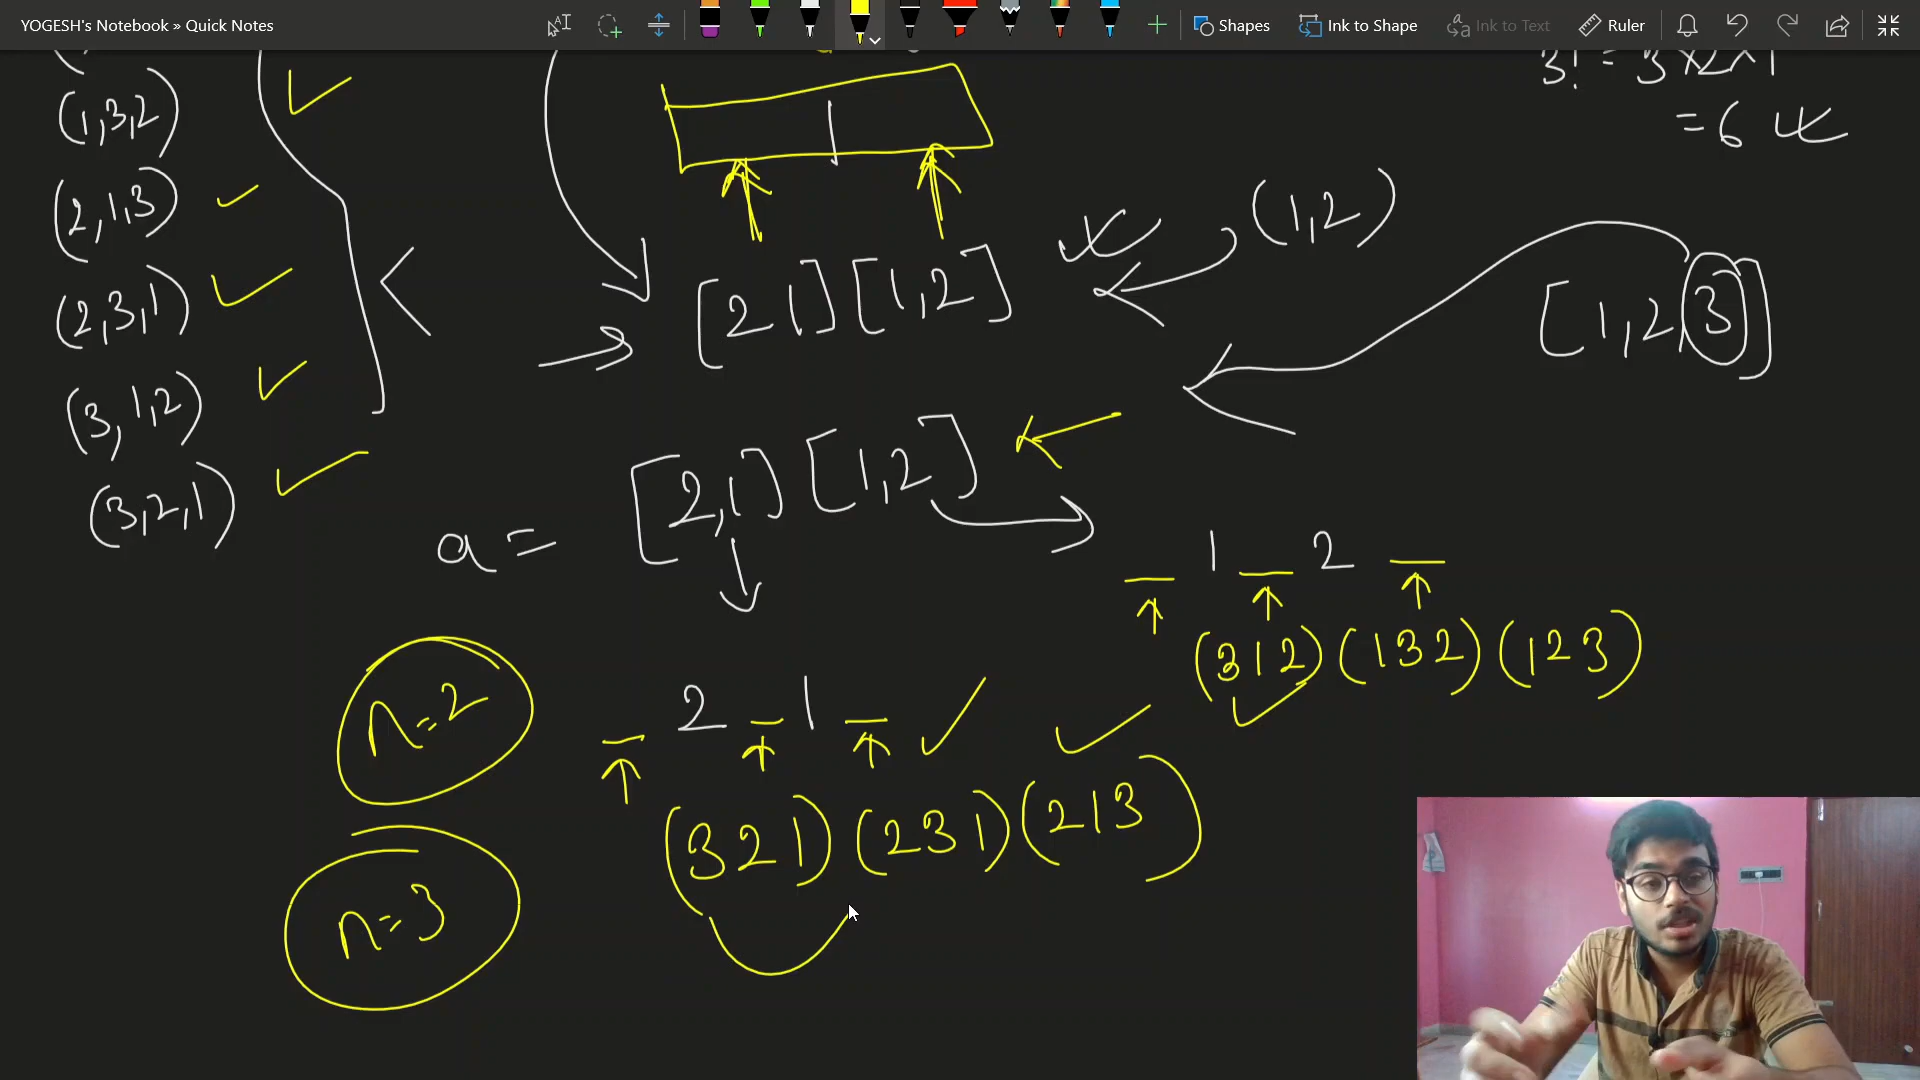 YOGESH's Notebook » Quick Notes
Shapes
Ink to Shape
Ink to Text
Ruler
3! = 3x2x1
= 6
(1,3,2)
(2,1,3)
(2,3,1)
(3,1,2)
(3,2,1)
(1,2)
[2 1] [1,2]
[1,2,3]
a = [2,1] [1,2]
1 2
(3 1 2) (1 3 2) (1 2 3)
n=2
2 1
(3 2 1) (2 3 1) (2 1 3)
n=3